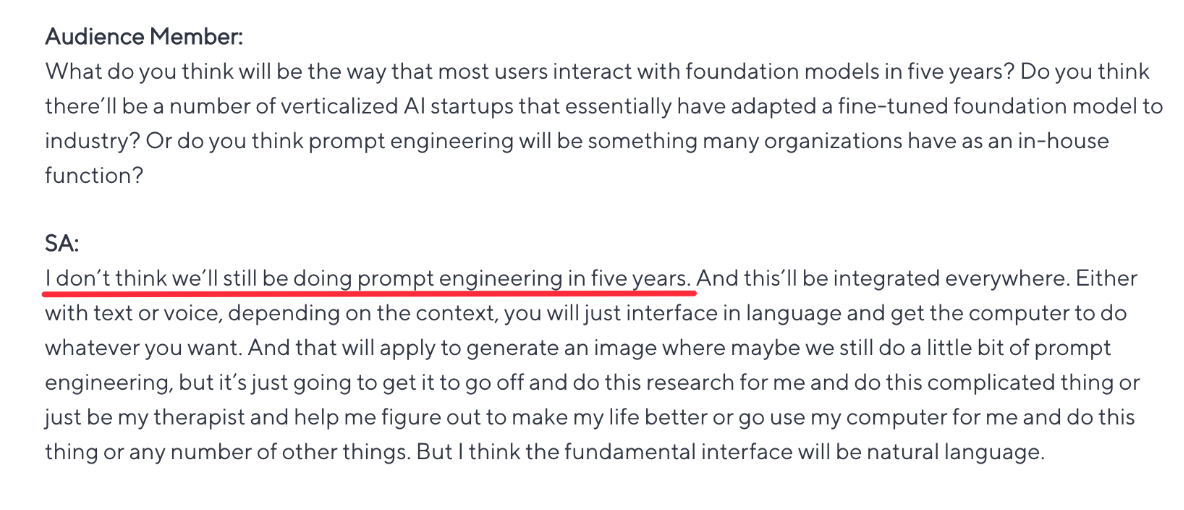 Audience Member:
What do you think will be the way that most users interact with foundation models in five years? Do you think
there’ll be a number of verticalized AI startups that essentially have adapted a fine-tuned foundation model to
industry? Or do you think prompt engineering will be something many organizations have as an in-house
function?
SA:
I don’t think we’ll still be doing prompt engineering in five years. And this’ll be integrated everywhere. Either
with text or voice, depending on the context, you will just interface in language and get the computer to do
whatever you want. And that will apply to generate an image where maybe we still do a little bit of prompt
engineering, but it’s just going to get it to go off and do this research for me and do this complicated thing or
just be my therapist and help me figure out to make my life better or go use my computer for me and do this
thing or any number of other things. But I think the fundamental interface will be natural language.